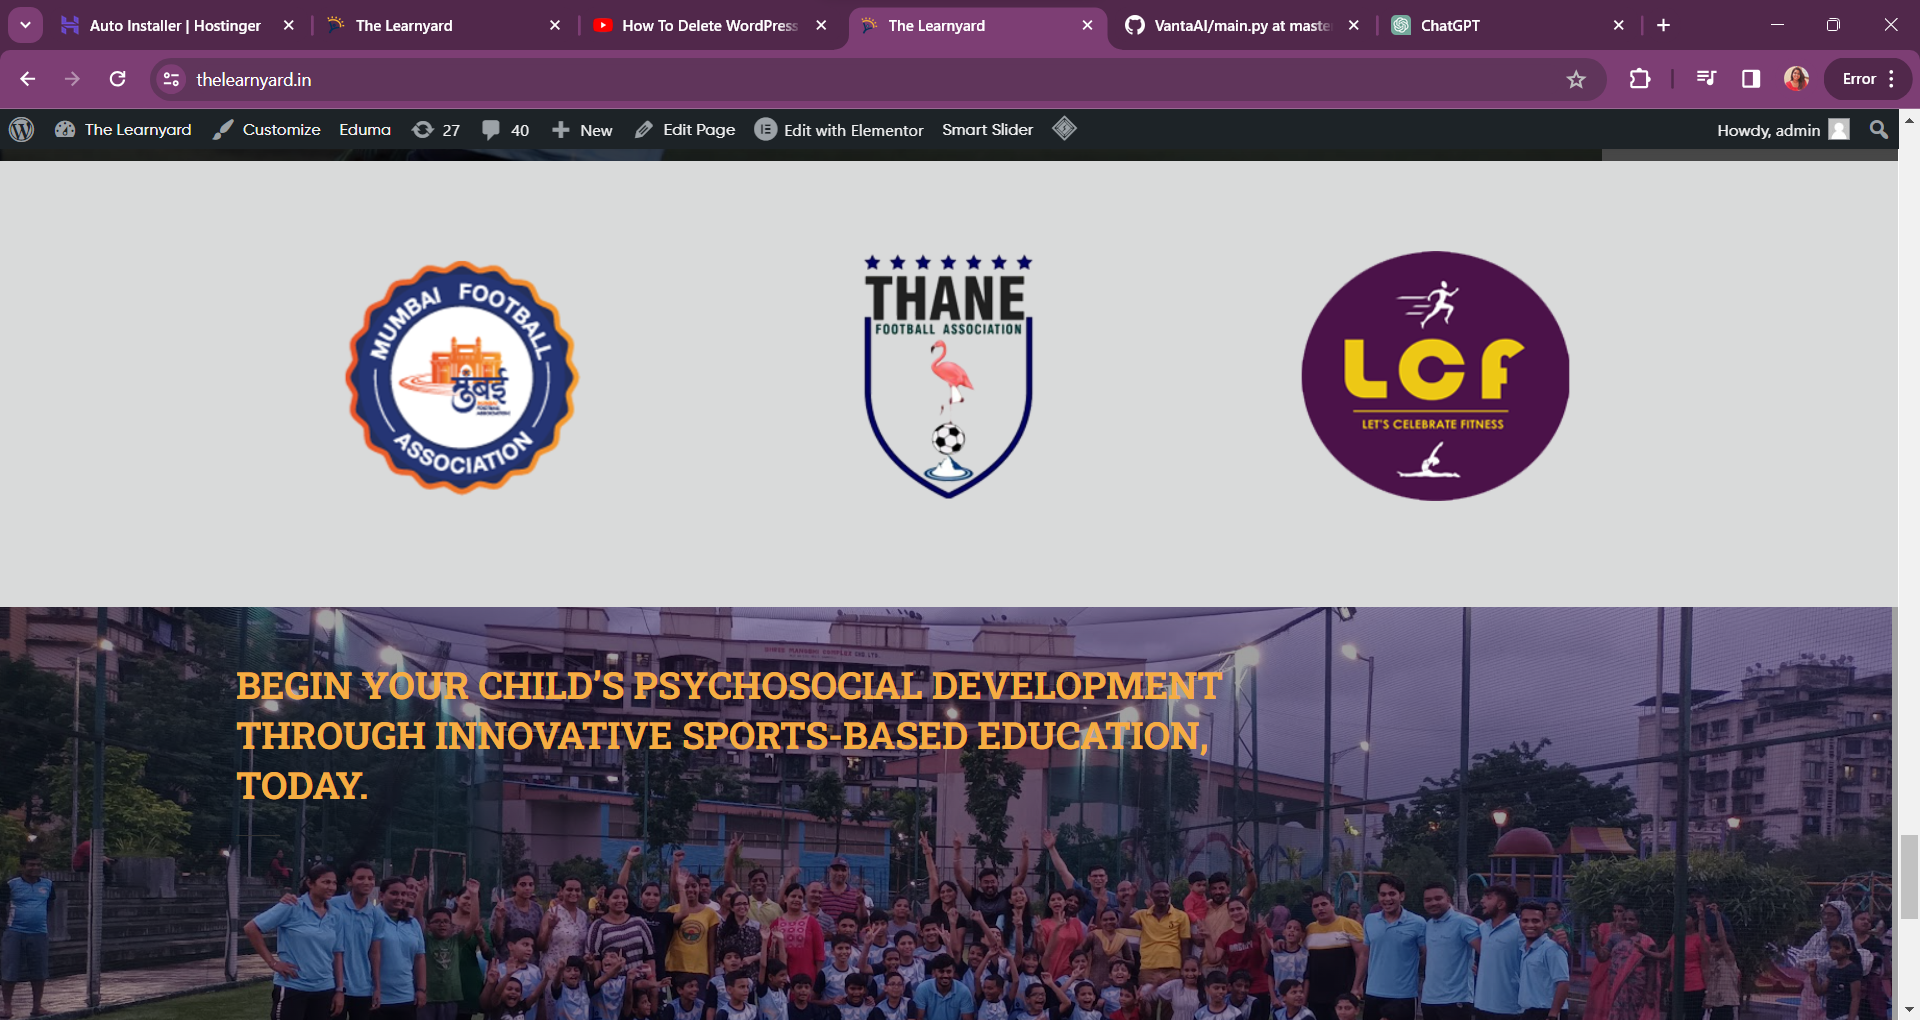 Auto Installer | Hostinger
The Learnyard
How To Delete WordPress
The Learnyard
VantaAI/main.py at maste
ChatGPT
thelearnyard.in
Error
The Learnyard
Customize
Eduma
27
40
New
Edit Page
Edit with Elementor
Smart Slider
Howdy, admin
MUMBAI FOOTBALL
मुंबई
MUMBAI
FOOTBALL
ASSOCIATION
ASSOCIATION
THANE
FOOTBALL ASSOCIATION
LCF
LET'S CELEBRATE FITNESS
BEGIN YOUR CHILD’S PSYCHOSOCIAL DEVELOPMENT
THROUGH INNOVATIVE SPORTS-BASED EDUCATION,
TODAY.